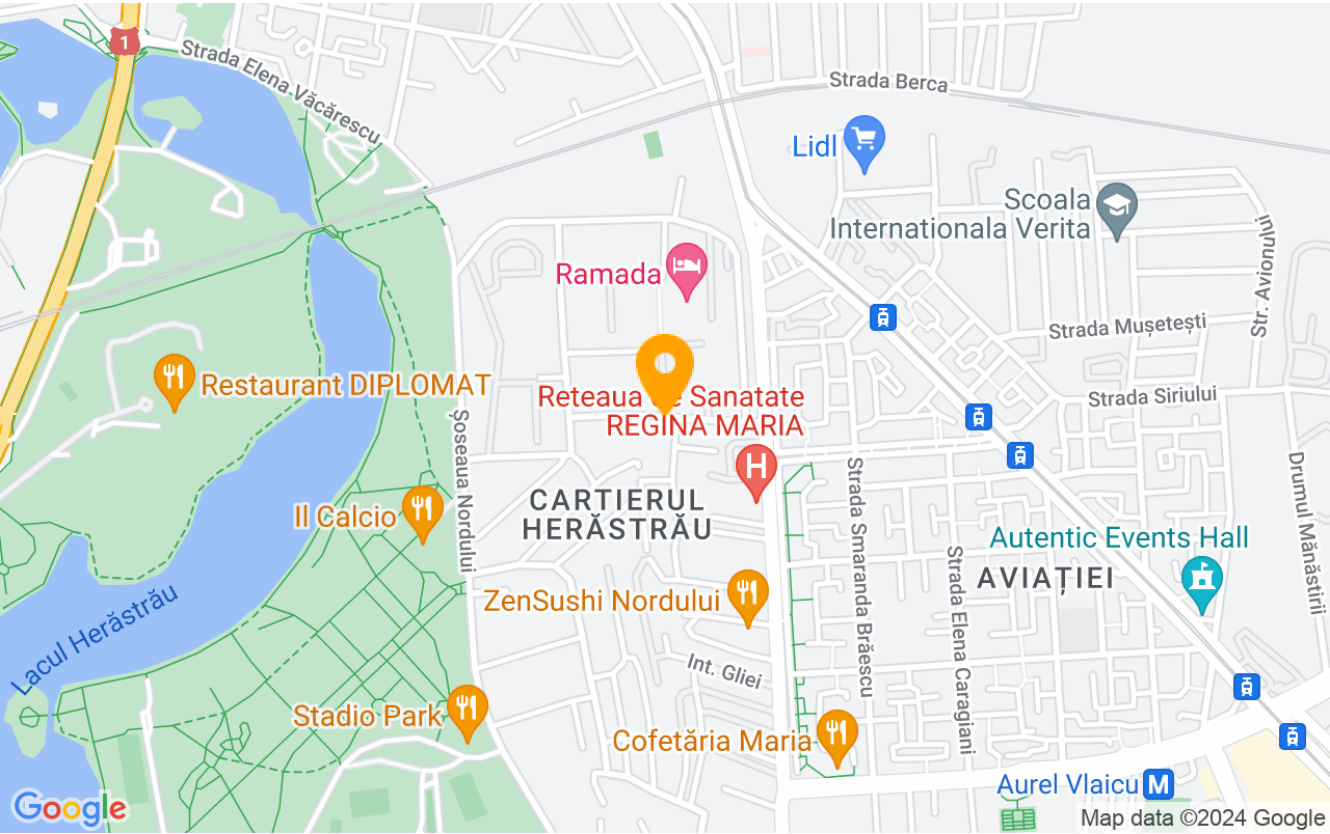 1
Strada Elena Văcărescu
Strada Berca
Lidl
Scoala
Internationala Verita
Str. Avionului
Ramada
Strada Mușetești
Restaurant DIPLOMAT
Reteaua de Sanatate
REGINA MARIA
H
Strada Siriului
Șoseaua Nordului
Strada Smaranda Brăescu
Drumul Mănăstirii
CARTIERUL
HERĂSTRĂU
Il Calcio
Autentic Events Hall
AVIAȚIEI
Strada Elena Caragiani
ZenSushi Nordului
Lacul Herăstrău
Int. Gliei
Stadio Park
Cofetăria Maria
Aurel Vlaicu M
Google
Map data ©2024 Google